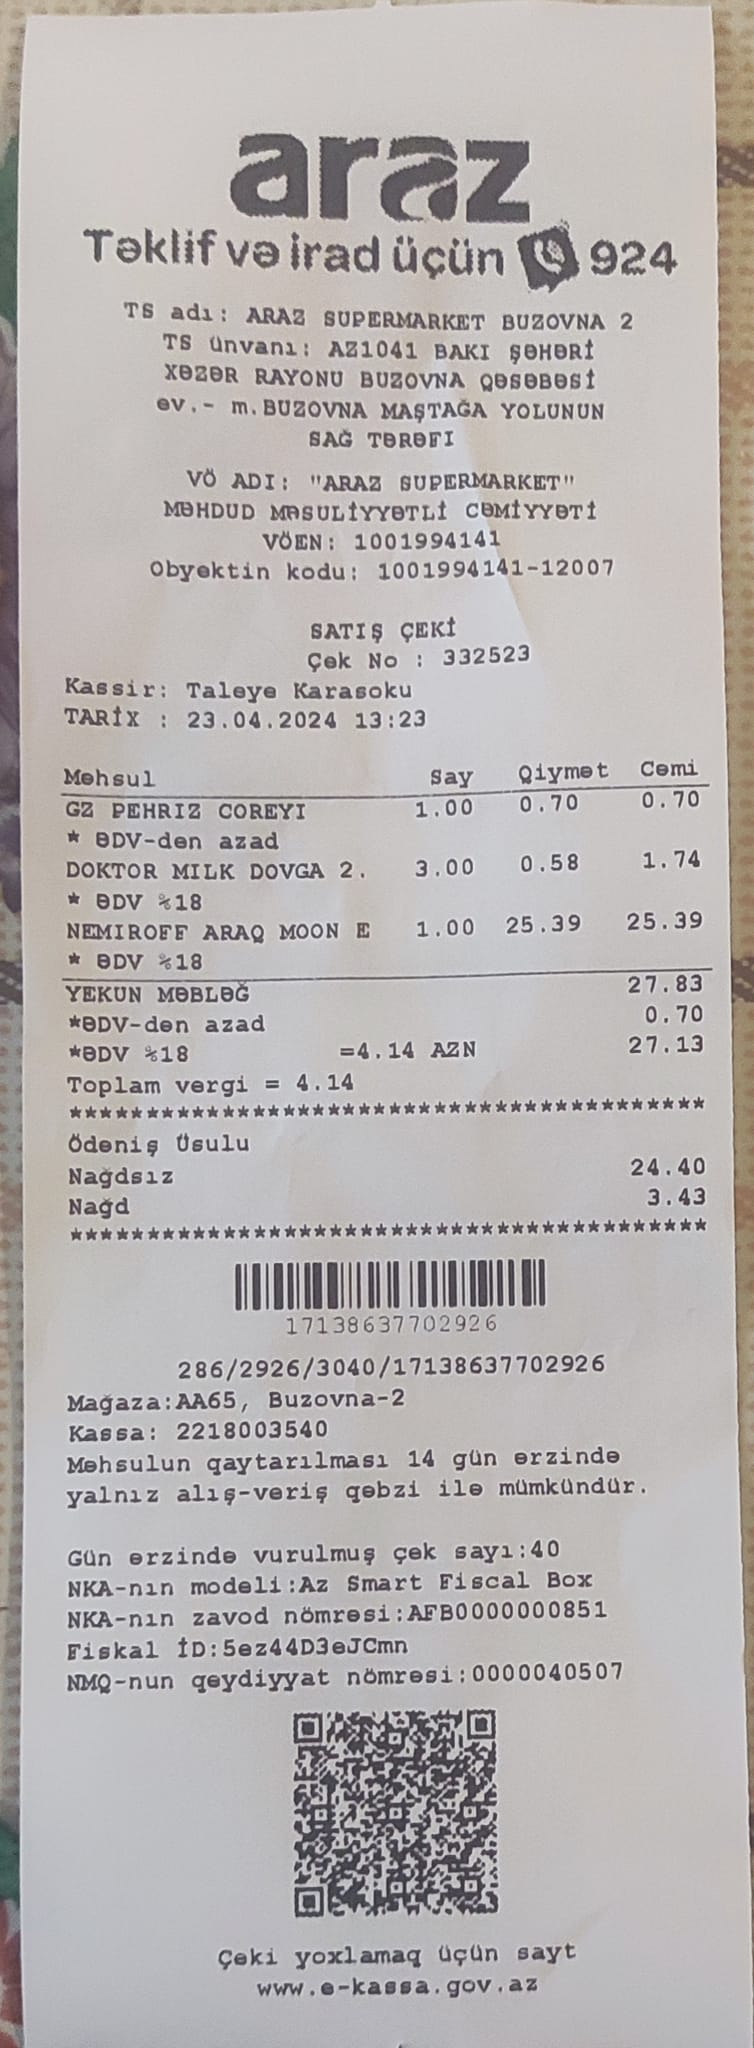 araz
Təklif və irad üçün 924
TS adı: ARAZ SUPERMARKET BUZOVNA 2
TS ünvanı: AZ1041 BAKI ŞƏHƏRİ
XƏZƏR RAYONU BUZOVNA QƏSƏBƏSİ
ev.- m.BUZOVNA MAŞTAĞA YOLUNUN
SAĞ TƏRƏFI
VÖ ADI: "ARAZ SUPERMARKET"
MƏHDUD MƏSULİYYƏTLİ CƏMİYYƏTİ
VÖEN: 1001994141
Obyektin kodu: 1001994141-12007
SATIŞ ÇEKİ
Çek No : 332523
Kassir: Taleye Karasoku
TARİX : 23.04.2024 13:23
Məhsul Say Qiymət Cəmi
GZ PEHRIZ COREYI 1.00 0.70 0.70
* ƏDV-dən azad
DOKTOR MILK DOVGA 2. 3.00 0.58 1.74
* ƏDV %18
NEMIROFF ARAQ MOON E 1.00 25.39 25.39
* ƏDV %18
YEKUN MƏBLƏĞ 27.83
*ƏDV-dən azad 0.70
*ƏDV %18 =4.14 AZN 27.13
Toplam vergi = 4.14
*****************************************
Ödəniş Üsulu
Nağdsız 24.40
Nağd 3.43
*****************************************
17138637702926
286/2926/3040/17138637702926
Mağaza:AA65, Buzovna-2
Kassa: 2218003540
Məhsulun qaytarılması 14 gün ərzində
yalnız alış-veriş qəbzi ilə mümkündür.
Gün ərzində vurulmuş çek sayı:40
NKA-nın modeli:Az Smart Fiscal Box
NKA-nın zavod nömrəsi:AFB0000000851
Fiskal İD:5ez44D3eJCmn
NMQ-nun qeydiyyat nömrəsi:0000040507
Çeki yoxlamaq üçün sayt
www.e-kassa.gov.az